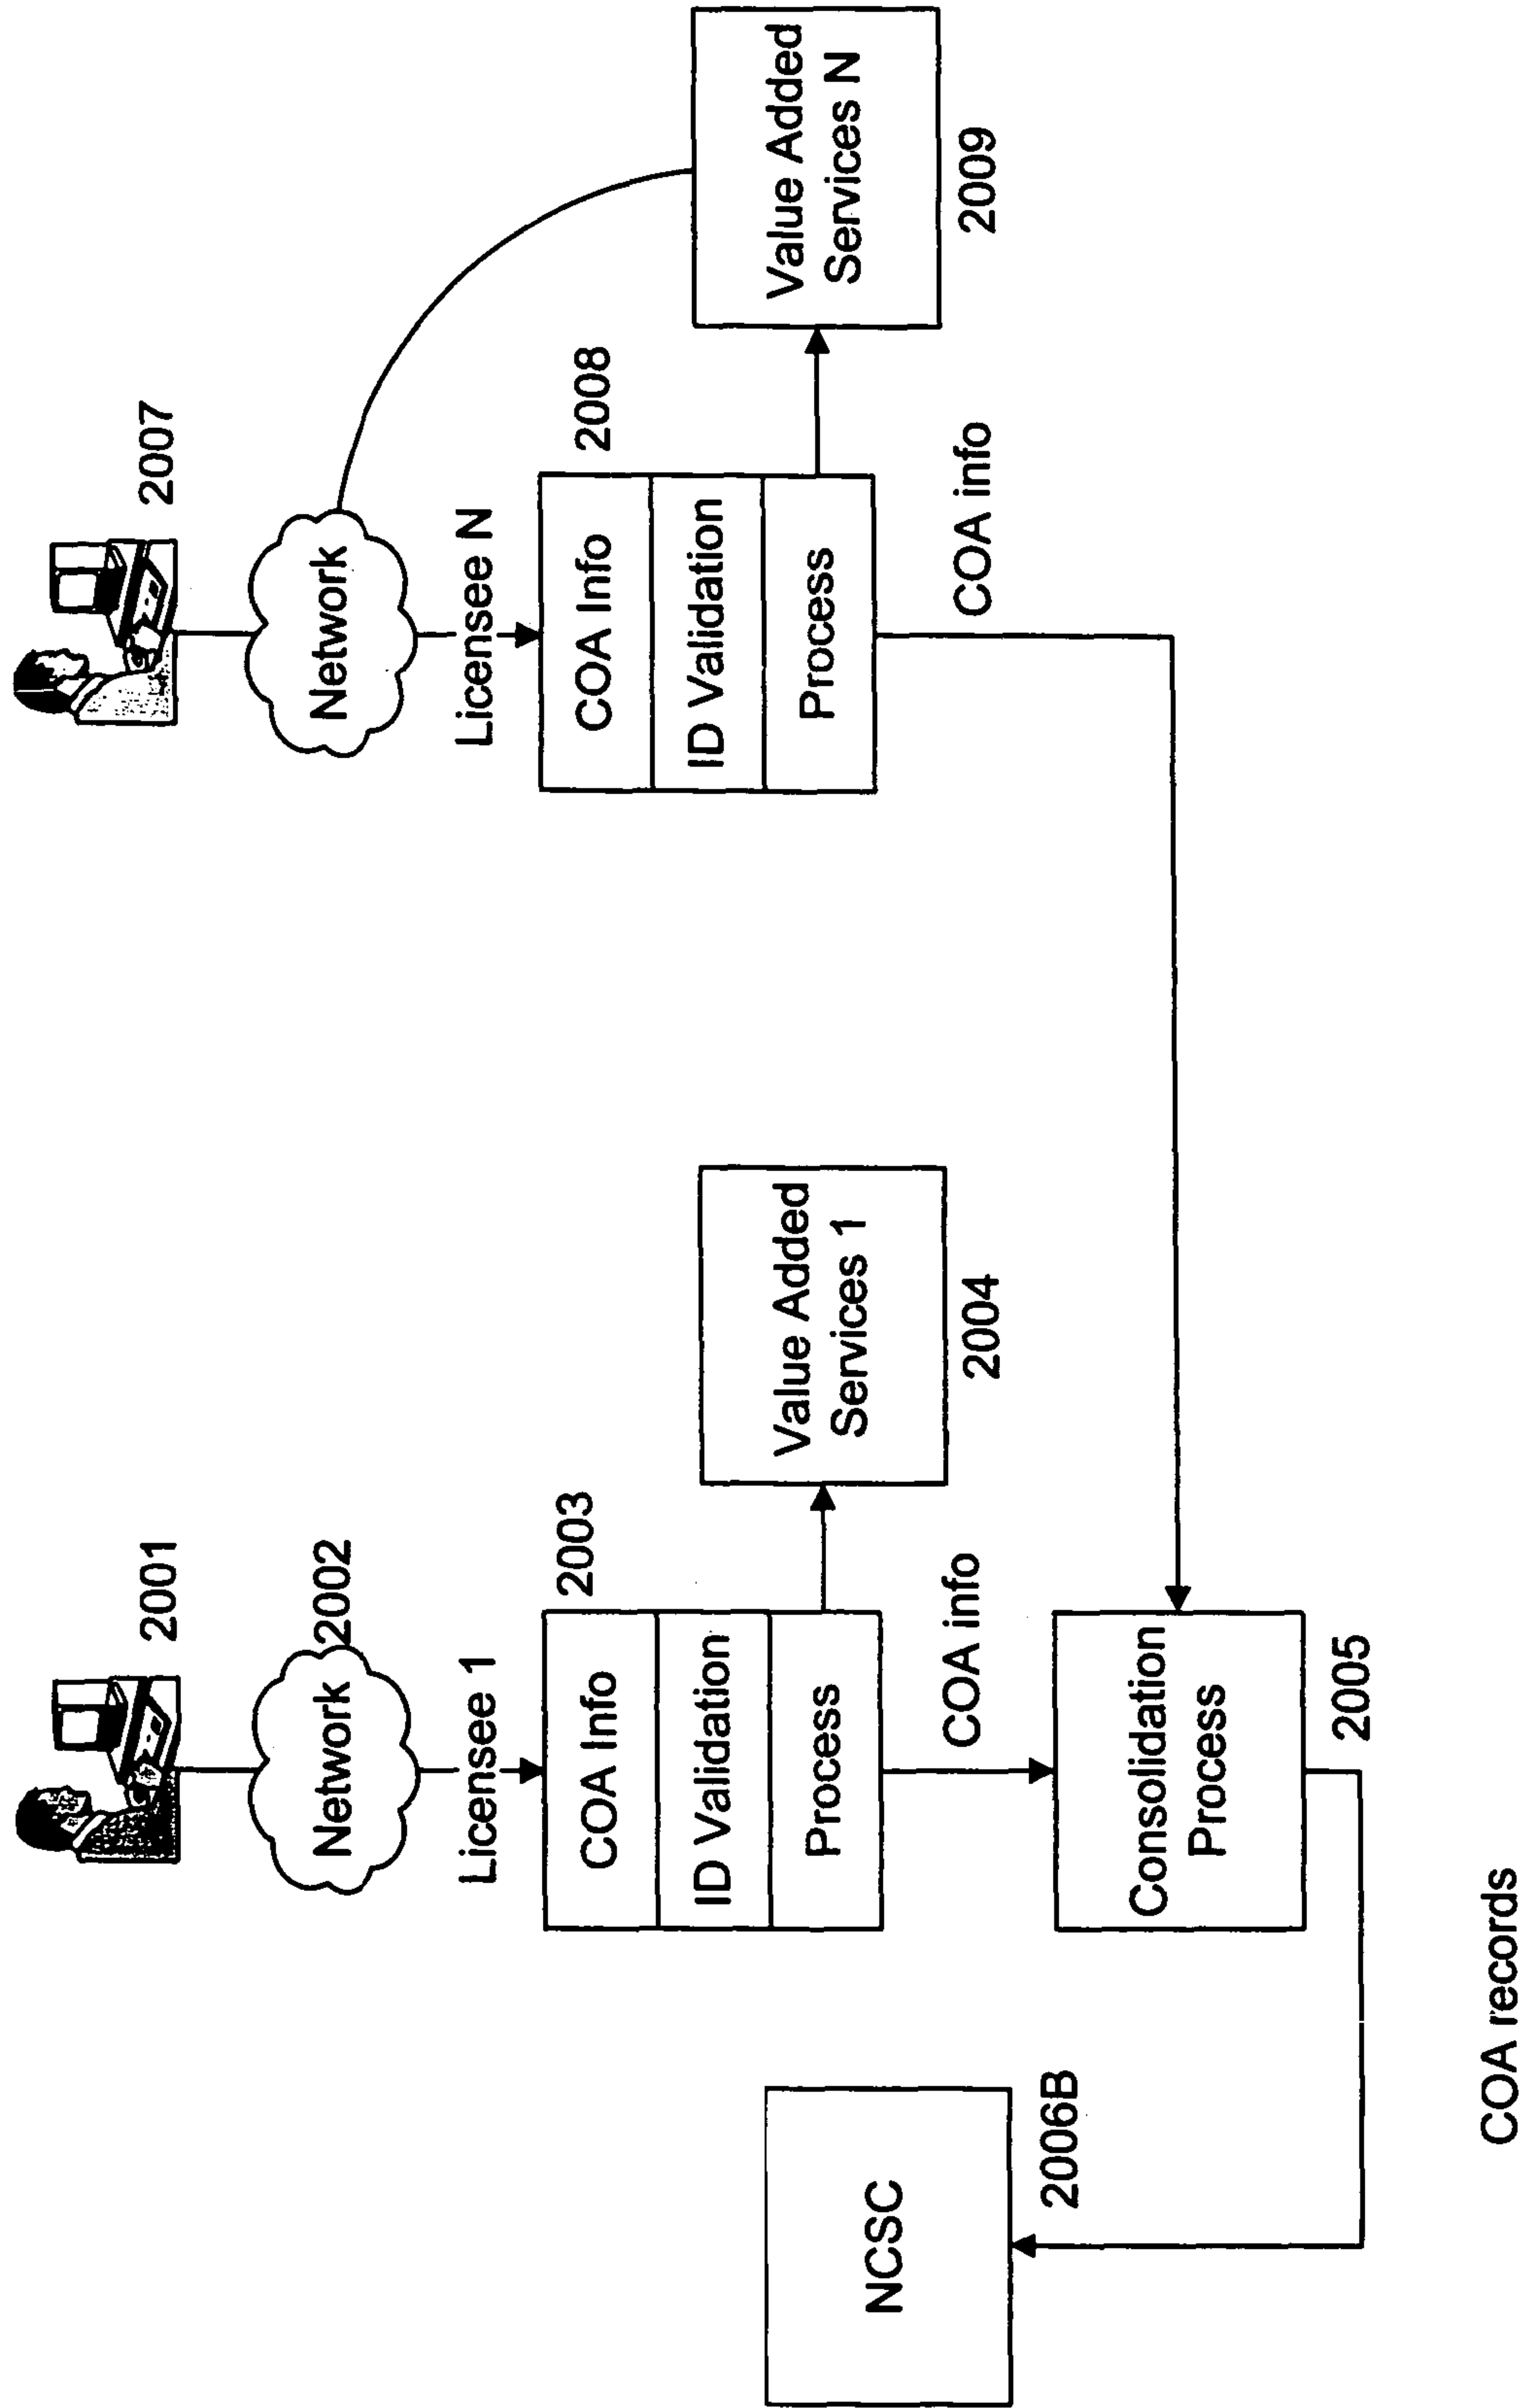 2001
Network
2002
Licensee 1
2003
COA Info
ID Validation
Process
Value Added
Services 1
2004
COA info
Consolidation
Process
2005
NCSC
2006B
COA records
2007
Network
Licensee N
2008
COA Info
ID Validation
Process
Value Added
Services N
2009
COA info